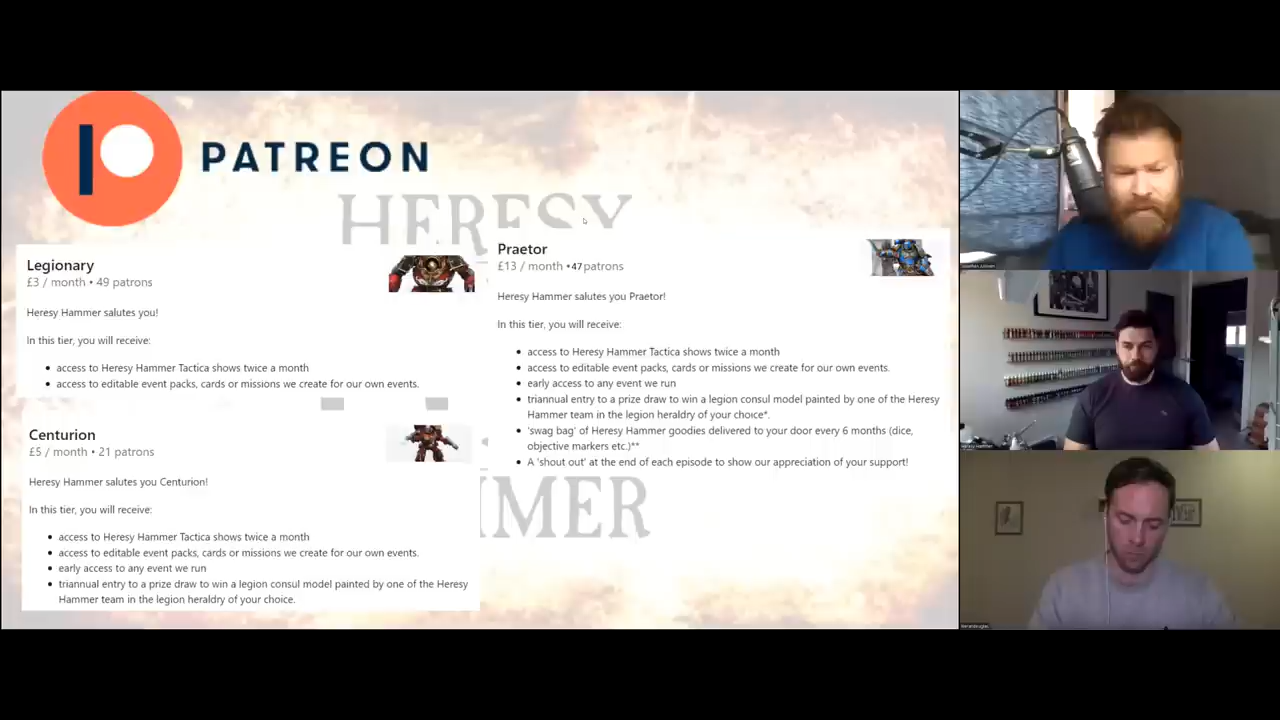 PATREON
HERESY
Legionary
£3 / month • 49 patrons
Heresy Hammer salutes you!
In this tier, you will receive:
access to Heresy Hammer Tactica shows twice a month
access to editable event packs, cards or missions we create for our own events.
Centurion
£5 / month • 21 patrons
Heresy Hammer salutes you Centurion!
In this tier, you will receive:
access to Heresy Hammer Tactica shows twice a month
access to editable event packs, cards or missions we create for our own events.
early access to any event we run
triannual entry to a prize draw to win a legion consul model painted by one of the Heresy
Hammer team in the legion heraldry of your choice.
Praetor
£13 / month •47patrons
Heresy Hammer salutes you Praetor!
In this tier, you will receive:
access to Heresy Hammer Tactica shows twice a month
access to editable event packs, cards or missions we create for our own events.
early access to any event we run
triannual entry to a prize draw to win a legion consul model painted by one of the Heresy
Hammer team in the legion heraldry of your choice*.
'swag bag' of Heresy Hammer goodies delivered to your door every 6 months (dice,
objective markers etc.)**
A 'shout out' at the end of each episode to show our appreciation of your support!
MMER